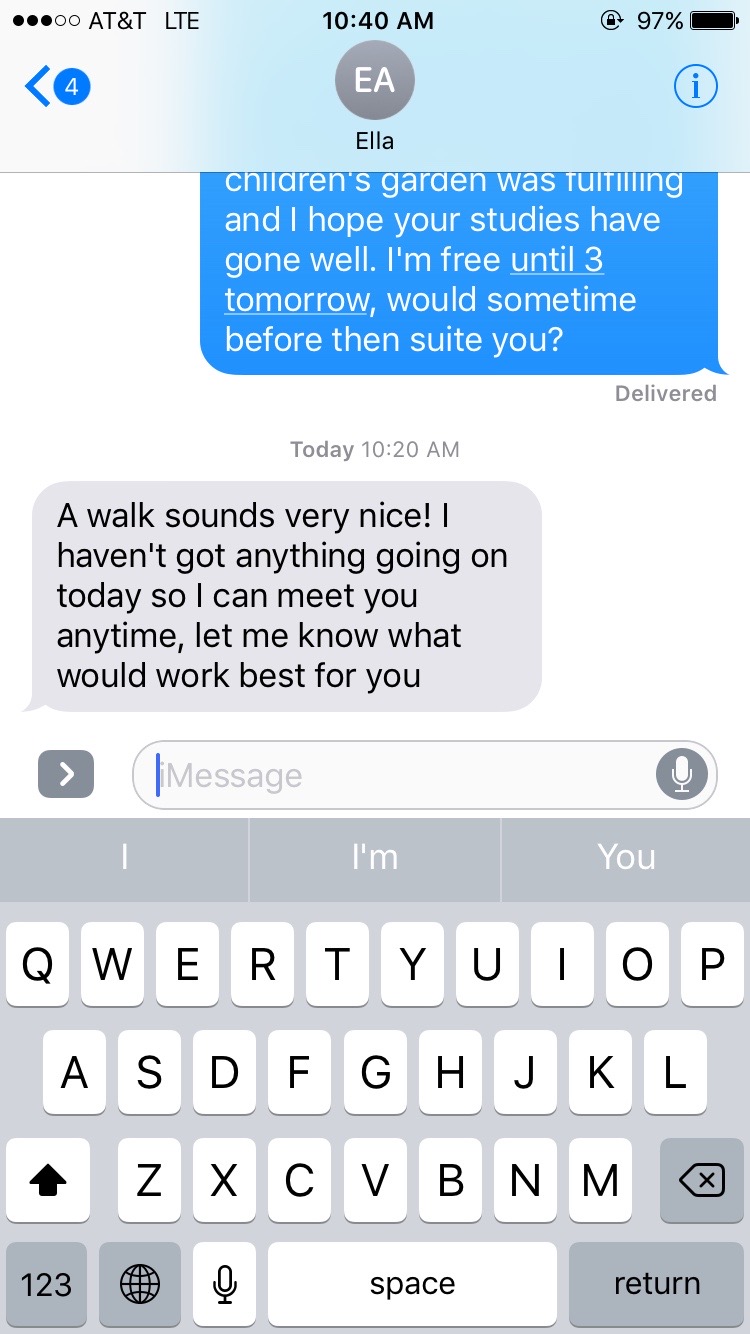 AT&T LTE 10:40 AM 97%
4
EA
i
Ella
children's garden was fulfilling
and I hope your studies have
gone well. I'm free until 3
tomorrow, would sometime
before then suite you?
Delivered
Today 10:20 AM
A walk sounds very nice! I
haven't got anything going on
today so I can meet you
anytime, let me know what
would work best for you
iMessage
I I'm You
Q W E R T Y U I O P
A S D F G H J K L
Z X C V B N M
123 space return